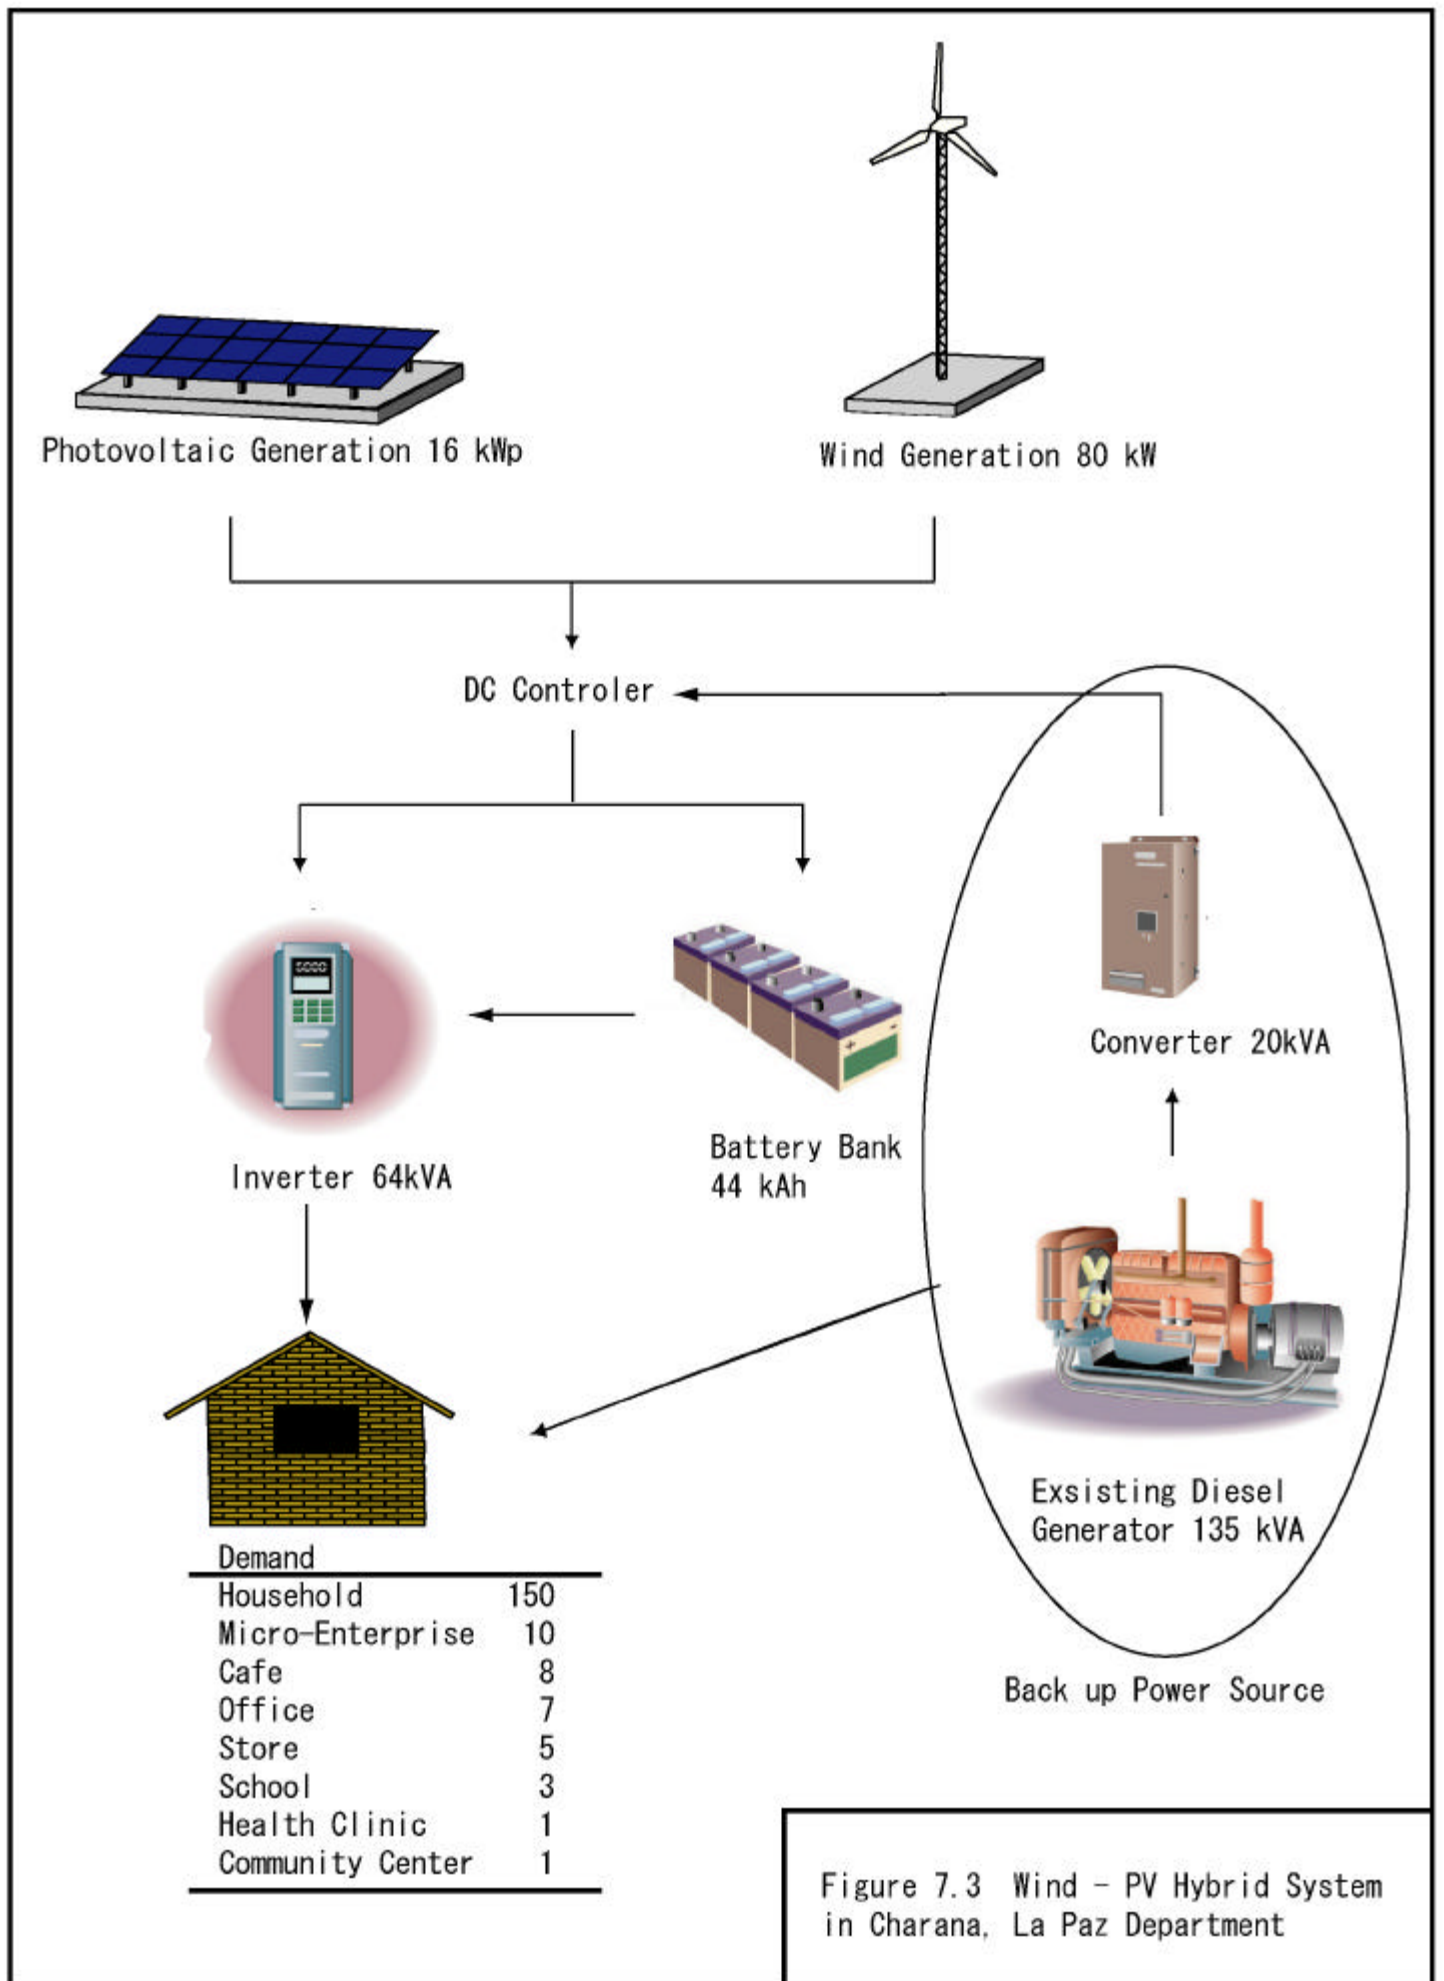 Photovoltaic Generation 16 kWp
Wind Generation 80 kW
DC Controler
Converter 20kVA
Battery Bank
44 kAh
Inverter 64kVA
Exsisting Diesel
Generator 135 kVA
Back up Power Source
Demand
Household 150
Micro-Enterprise 10
Cafe 8
Office 7
Store 5
School 3
Health Clinic 1
Community Center 1
Figure 7.3 Wind - PV Hybrid System
in Charana, La Paz Department